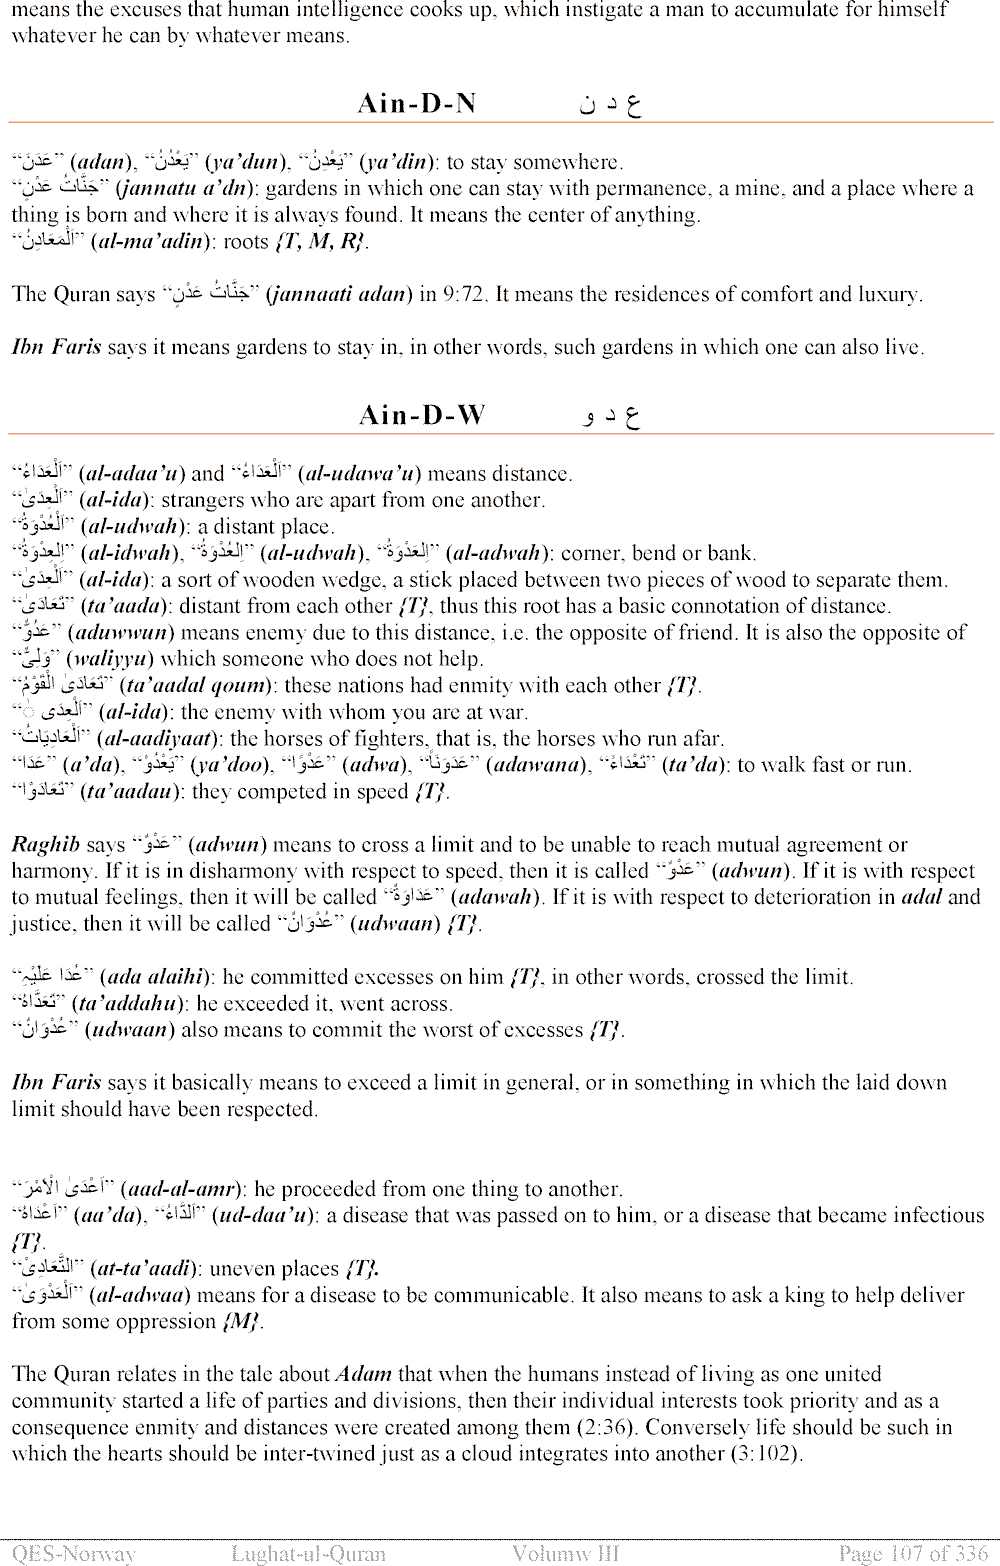 means the excuses that human intelligence cooks up, which instigate a man to accumulate for himself
whatever he can by whatever means.
Ain-D-N ع د ن
“عَدَنَ” (adan), “يَعْدُنُ” (ya’dun), “يَعْدِنُ” (ya’din): to stay somewhere.
“جَنَّاتُ عَدْنٍ” (jannatu a’dn): gardens in which one can stay with permanence, a mine, and a place where a
thing is born and where it is always found. It means the center of anything.
“اَلْمَعَادِنُ” (al-ma’adin): roots {T, M, R}.
The Quran says “جَنَّاتُ عَدْنٍ” (jannaati adan) in 9:72. It means the residences of comfort and luxury.
Ibn Faris says it means gardens to stay in, in other words, such gardens in which one can also live.
Ain-D-W ع د و
“اَلْعَدَاءُ” (al-adaa’u) and “اَلْعَدَاءُ” (al-udawa’u) means distance.
“اَلْعِدَىٰ” (al-ida): strangers who are apart from one another.
“اَلْعُدْوَةُ” (al-udwah): a distant place.
“اِلعِدْوَةُ” (al-idwah), “اِلعُدْوَةُ” (al-udwah), “اِلعَدْوَةُ” (al-adwah): corner, bend or bank.
“اَلْعِدَىٰ” (al-ida): a sort of wooden wedge, a stick placed between two pieces of wood to separate them.
“تَعَادَىٰ” (ta’aada): distant from each other {T}, thus this root has a basic connotation of distance.
“عَدُوٌّ” (aduwwun) means enemy due to this distance, i.e. the opposite of friend. It is also the opposite of
“وَلِىٌّ” (waliyyu) which someone who does not help.
“تَعَادَىٰ الْقَوْمُ” (ta’aadal qoum): these nations had enmity with each other {T}.
“اَلْعِدَى ٰ” (al-ida): the enemy with whom you are at war.
“اَلْعَادِيَاتُ” (al-aadiyaat): the horses of fighters, that is, the horses who run afar.
“عَدَا” (a’da), “يَعْدُوْ” (ya’doo), “عَدْوًا” (adwa), “عَدَوَنَاً” (adawana), “تَعْدَاءً” (ta’da): to walk fast or run.
“تَعَادَوْا” (ta’aadau): they competed in speed {T}.
Raghib says “عَدْوٌ” (adwun) means to cross a limit and to be unable to reach mutual agreement or
harmony. If it is in disharmony with respect to speed, then it is called “عَدْوٌ” (adwun). If it is with respect
to mutual feelings, then it will be called “عَدَاوَةٌ” (adawah). If it is with respect to deterioration in adal and
justice, then it will be called “عُدْوَانٌ” (udwaan) {T}.
“عَدَا عَلَيْہِ” (ada alaihi): he committed excesses on him {T}, in other words, crossed the limit.
“تَعَدَّاهُ” (ta’addahu): he exceeded it, went across.
“عُدْوَانٌ” (udwaan) also means to commit the worst of excesses {T}.
Ibn Faris says it basically means to exceed a limit in general, or in something in which the laid down
limit should have been respected.
“اَعْدَىٰ الْاَمْرَ” (aad-al-amr): he proceeded from one thing to another.
“اَعْدَاهُ” (aa’da), “اَلدَّاءُ” (ud-daa’u): a disease that was passed on to him, or a disease that became infectious
{T}.
“التَّعَادِىْ” (at-ta’aadi): uneven places {T}.
“اَلْعَدْوَىٰ” (al-adwaa) means for a disease to be communicable. It also means to ask a king to help deliver
from some oppression {M}.
The Quran relates in the tale about Adam that when the humans instead of living as one united
community started a life of parties and divisions, then their individual interests took priority and as a
consequence enmity and distances were created among them (2:36). Conversely life should be such in
which the hearts should be inter-twined just as a cloud integrates into another (3:102).
QES-Norway Lughat-ul-Quran Volumw III Page 107 of 336